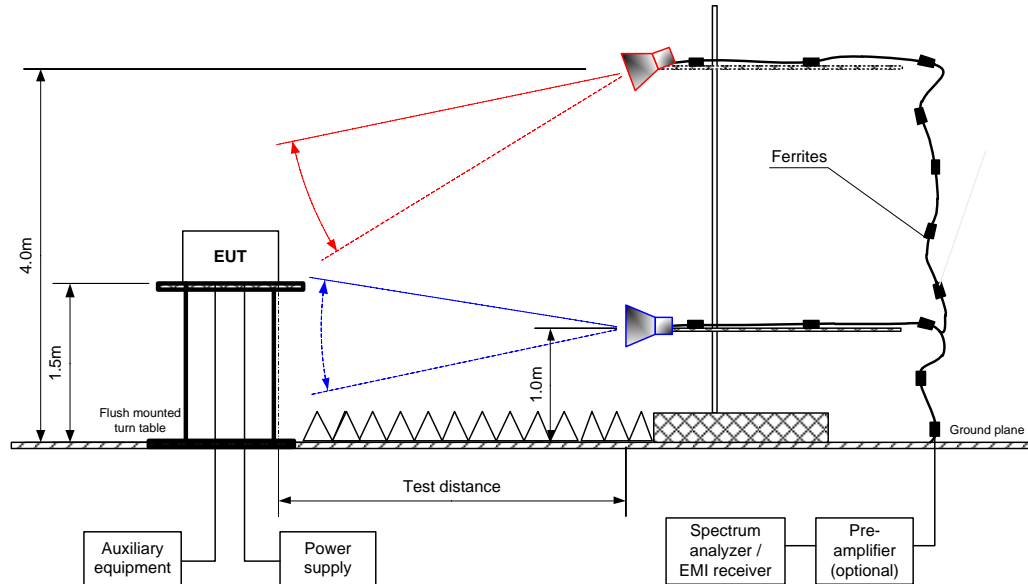 4.0m
EUT
1.5m
Flush mounted
turn table
1.0m
Ferrites
Ground plane
Test distance
Auxiliary
equipment
Power
supply
Spectrum
analyzer /
EMI receiver
Pre-
amplifier
(optional)